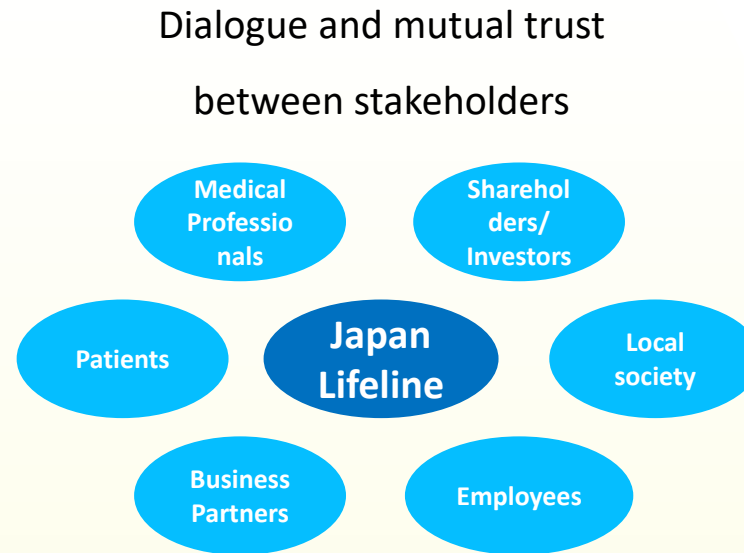 Dialogue and mutual trust
between stakeholders
Medical
Professio
nals
Sharehol
ders/
Investors
Patients
Japan
Lifeline
Local
society
Business
Partners
Employees